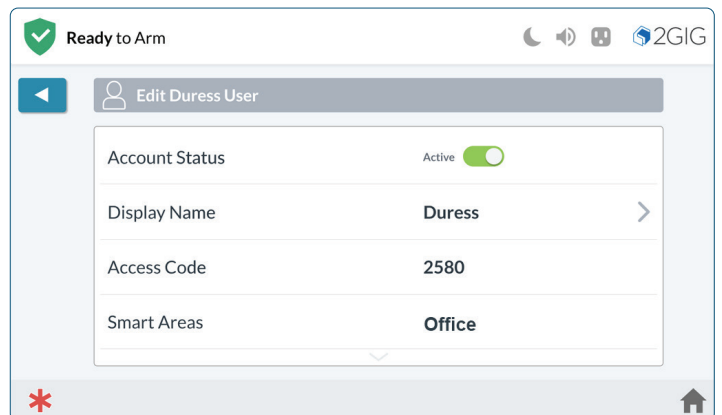 Ready to Arm
2GIG
Edit Duress User
Account Status Active
Display Name Duress
Access Code 2580
Smart Areas Office